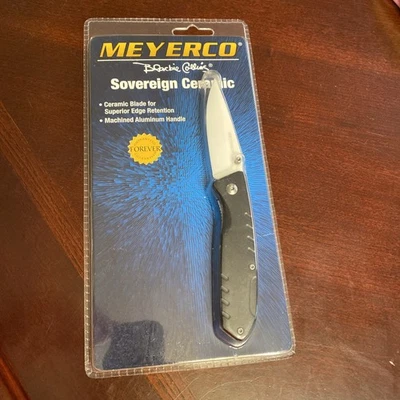 MEYERCO®
Blackie Collins®
Sovereign Ceramic
• Ceramic Blade for
Superior Edge Retention
• Machined Aluminum Handle
FOREVER